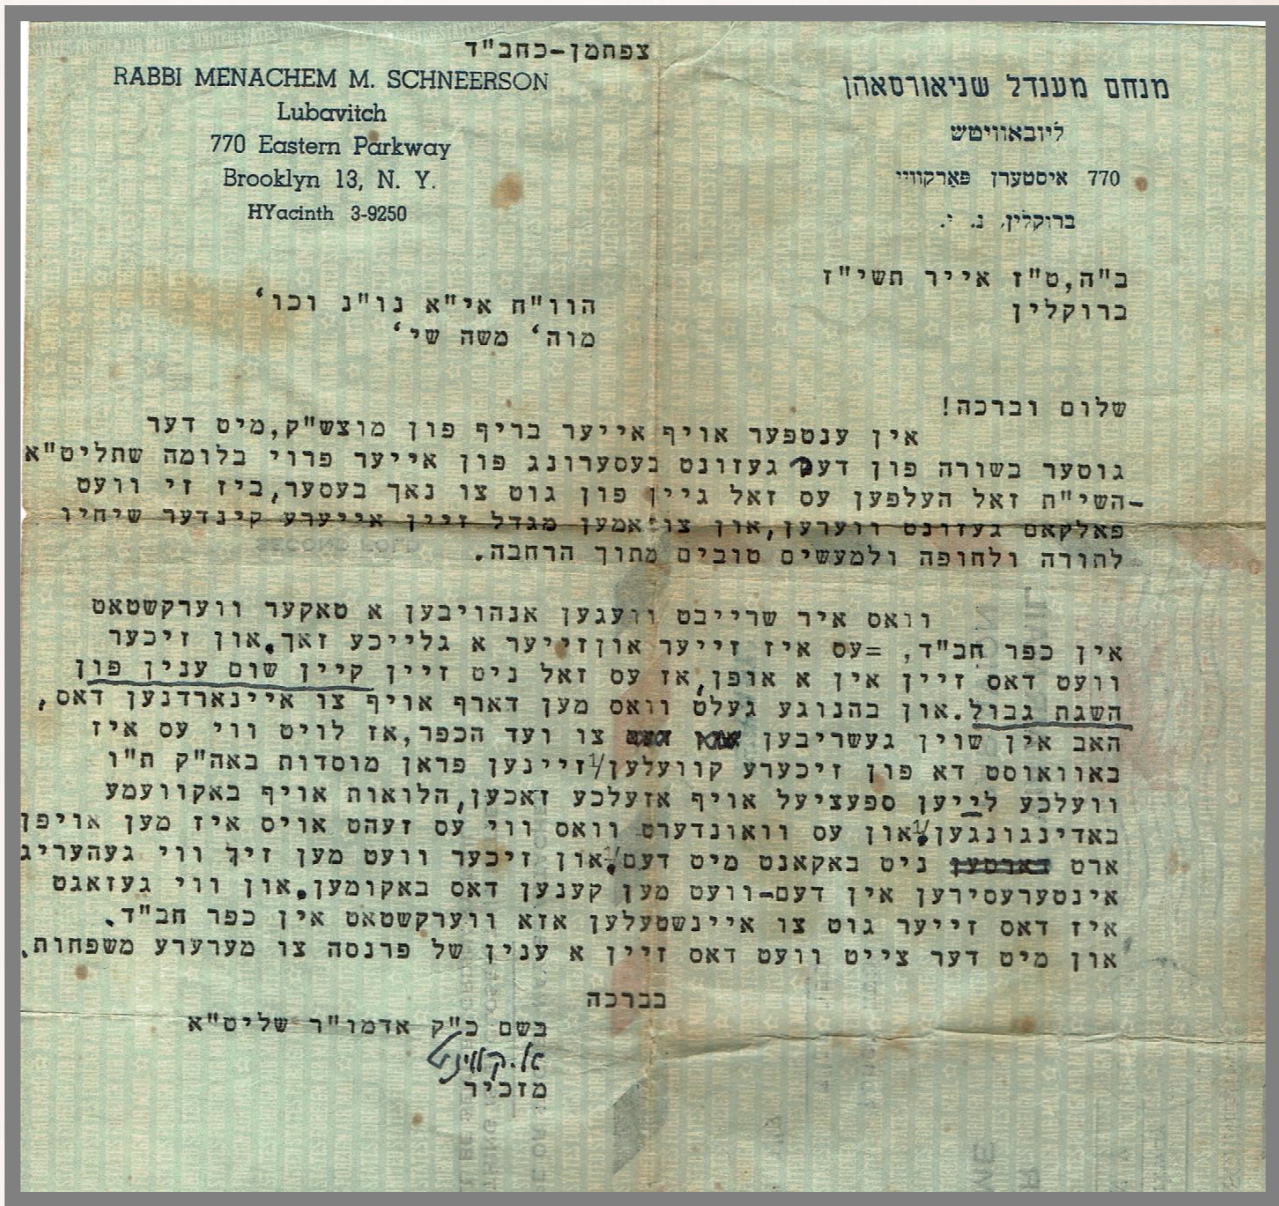 צפתמן-כחב"ד
RABBI MENACHEM M. SCHNEERSON
Lubavitch
770 Eastern Parkway
Brooklyn 13, N. Y.
HYacinth 3-9250
מנחם מענדל שניאורסאהן
ליובאוויטש
770 איסטערן פּאַרקוויי
ברוקלין, נ. י.
ב"ה,ט"ז אייר תשי"ז
ברוקלין
הוו"ח אי"א נו"נ וכו'
מוה' משה שי'
שלום וברכה!
אין ענטפער אויף אייער בריף פון מוצש"ק,מיט דער
גוטער בשורה פון דעם געזונט בעסערונג פון אייער פרוי בלומה שתליט"א
-השי"ת זאל העלפען עס זאל גיין פון גוט צו נאך בעסער,ביז זי וועט
פאלקאם געזונט ווערען,און צוזאמען מגדל זיין אייערע קינדער שיחיו
לתורה ולחופה ולמעשים טובים מתוך הרחבה.
וואס איר שרייבט וועגען אנהויבען א טאקער ווערקשטאט
אין כפר חב"ד, =עס איז זייער און זייער א גלייכע זאך.און זיכער
וועט דאס זיין אין א אופן,אז עס זאל ניט זיין קיין שום ענין פון
השגת גבול.און בהנוגע געלט וואס מען דארף אויף צו איינארדנען דאס,
האב אין שוין געשריבען צו ועד הכפר,אז לויט ווי עס איז
באוואוסט דא פון זיכערע קוועלען/זיינען פראן מוסדות באה"ק ת"ו
וועלכע לייען ספעציעל אויף אזעלכע זאכען,הלואות אויף באקוועמע
באדינגונגען.און עס וואונדערט וואס ווי עס זעהט אויס איז מען אויפן
ארט דארטען ניט באקאנט מיט דעם.און זיכער וועט מען זיך ווי געהעריג
אינטערעסירען אין דעם-וועט מען קענען דאס באקומען.און ווי געזאגט
איז דאס זייער גוט צו איינשטעלען אזא ווערקשטאט אין כפר חב"ד.
און מיט דער צייט וועט דאס זיין א ענין של פרנסה צו מערערע משפחות.
בברכה
בשם כ"ק אדמו"ר שליט"א
א. קווינט
מזכיר